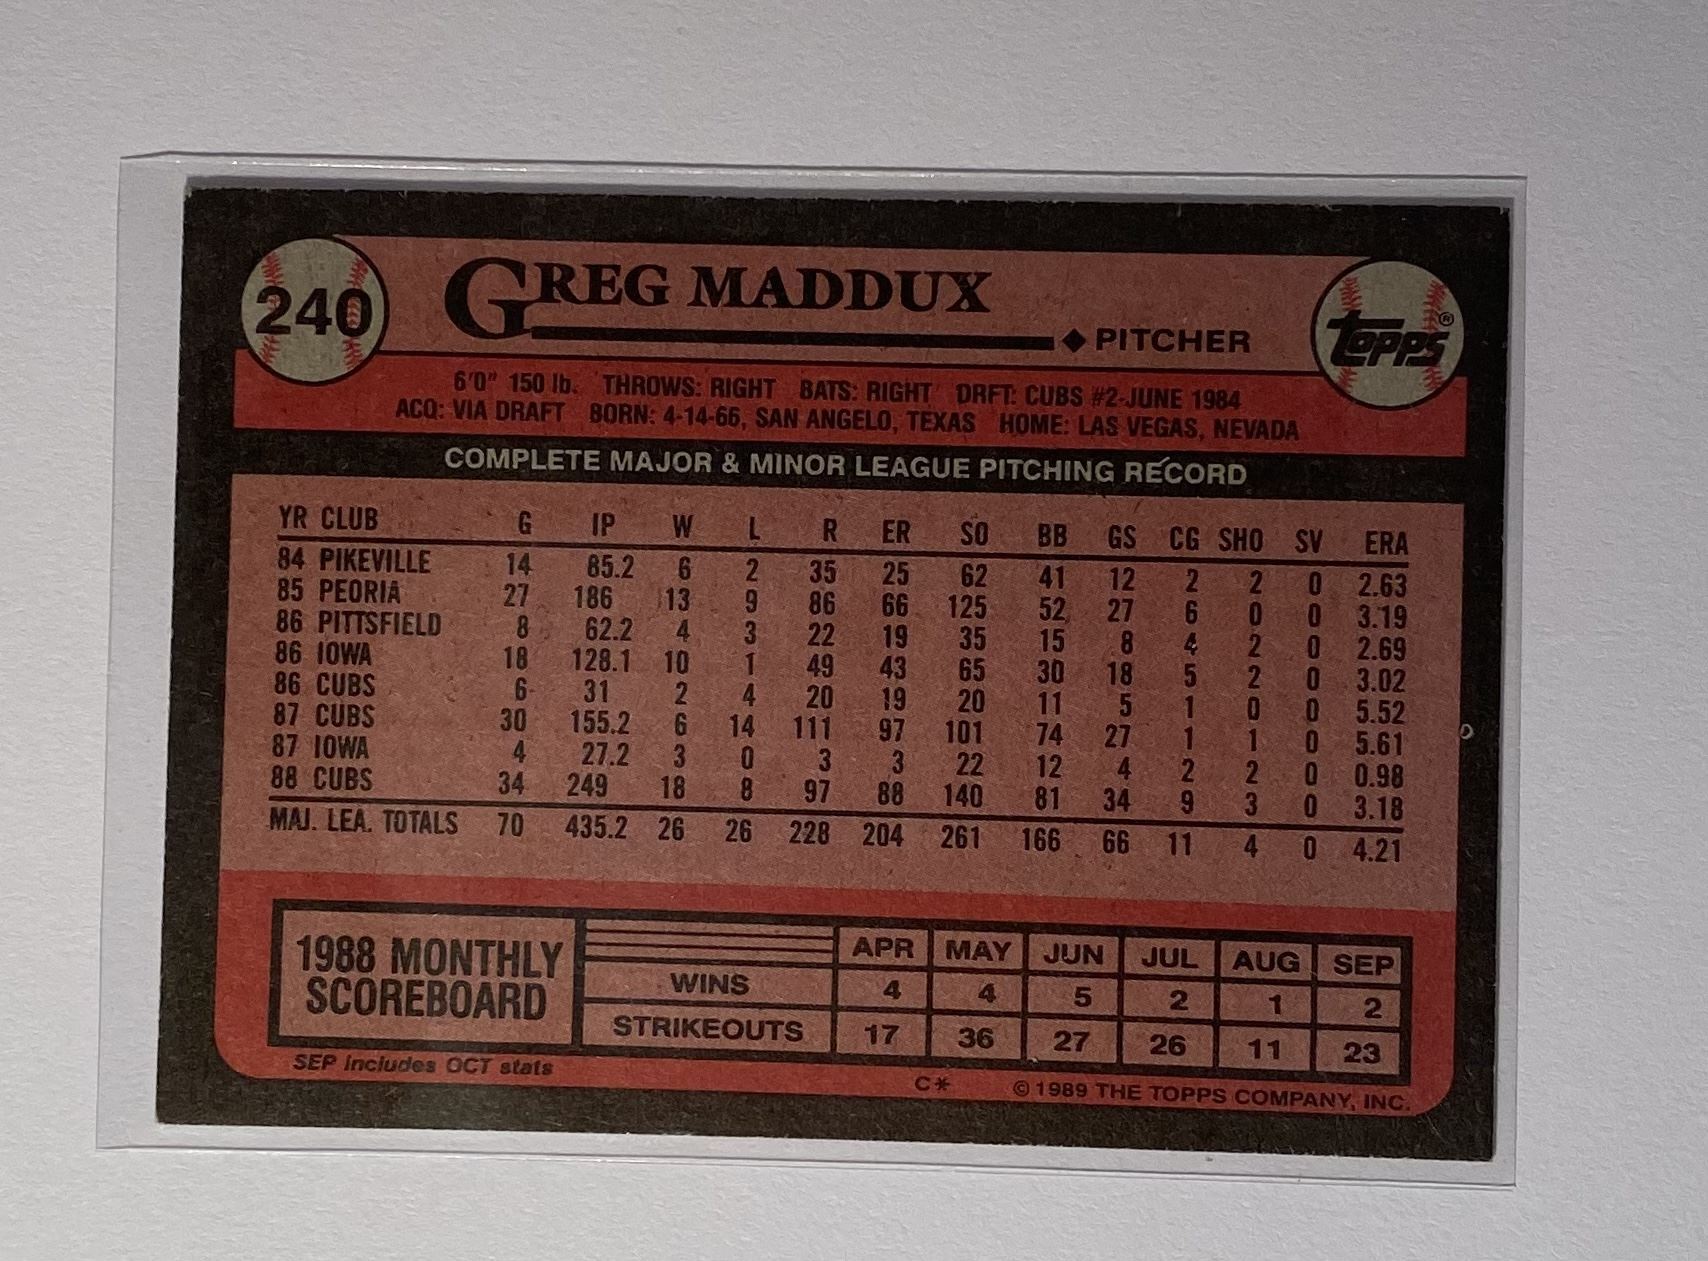 240
GREG MADDUX
PITCHER
TOPPS®
6'0" 150 lb. THROWS: RIGHT BATS: RIGHT DRFT: CUBS #2-JUNE 1984
ACQ: VIA DRAFT BORN: 4-14-66, SAN ANGELO, TEXAS HOME: LAS VEGAS, NEVADA
COMPLETE MAJOR & MINOR LEAGUE PITCHING RECORD
YR CLUB G IP W L R ER SO BB GS CG SHO SV ERA
84 PIKEVILLE 14 85.2 6 2 35 25 62 41 12 2 2 0 2.63
85 PEORIA 27 186 13 9 86 66 125 52 27 6 0 0 3.19
86 PITTSFIELD 8 62.2 4 3 22 19 35 15 8 4 2 0 2.69
86 IOWA 18 128.1 10 1 49 43 65 30 18 5 2 0 3.02
86 CUBS 6 31 2 4 20 19 20 11 5 1 0 0 5.52
87 CUBS 30 155.2 6 14 111 97 101 74 27 1 1 0 5.61
87 IOWA 4 27.2 3 0 3 3 22 12 4 2 2 0 0.98
88 CUBS 34 249 18 8 97 88 140 81 34 9 3 0 3.18
MAJ. LEA. TOTALS 70 435.2 26 26 228 204 261 166 66 11 4 0 4.21
1988 MONTHLY
SCOREBOARD
APR MAY JUN JUL AUG SEP
WINS 4 4 5 2 1 2
STRIKEOUTS 17 36 27 26 11 23
SEP includes OCT stats
C* © 1989 THE TOPPS COMPANY, INC.